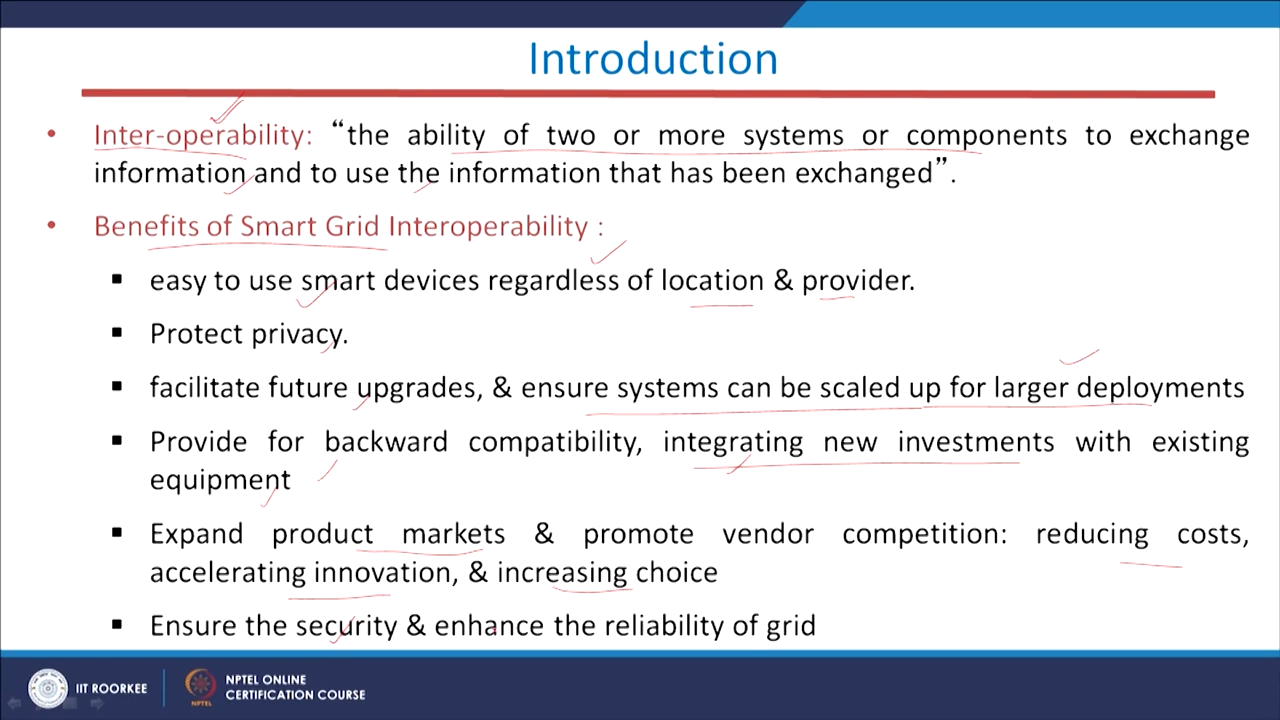 Introduction
• Inter-operability: “the ability of two or more systems or components to exchange
information and to use the information that has been exchanged”.
• Benefits of Smart Grid Interoperability :
▪ easy to use smart devices regardless of location & provider.
▪ Protect privacy.
▪ facilitate future upgrades, & ensure systems can be scaled up for larger deployments
▪ Provide for backward compatibility, integrating new investments with existing
equipment
▪ Expand product markets & promote vendor competition: reducing costs,
accelerating innovation, & increasing choice
▪ Ensure the security & enhance the reliability of grid
IIT ROORKEE
NPTEL
NPTEL ONLINE
CERTIFICATION COURSE